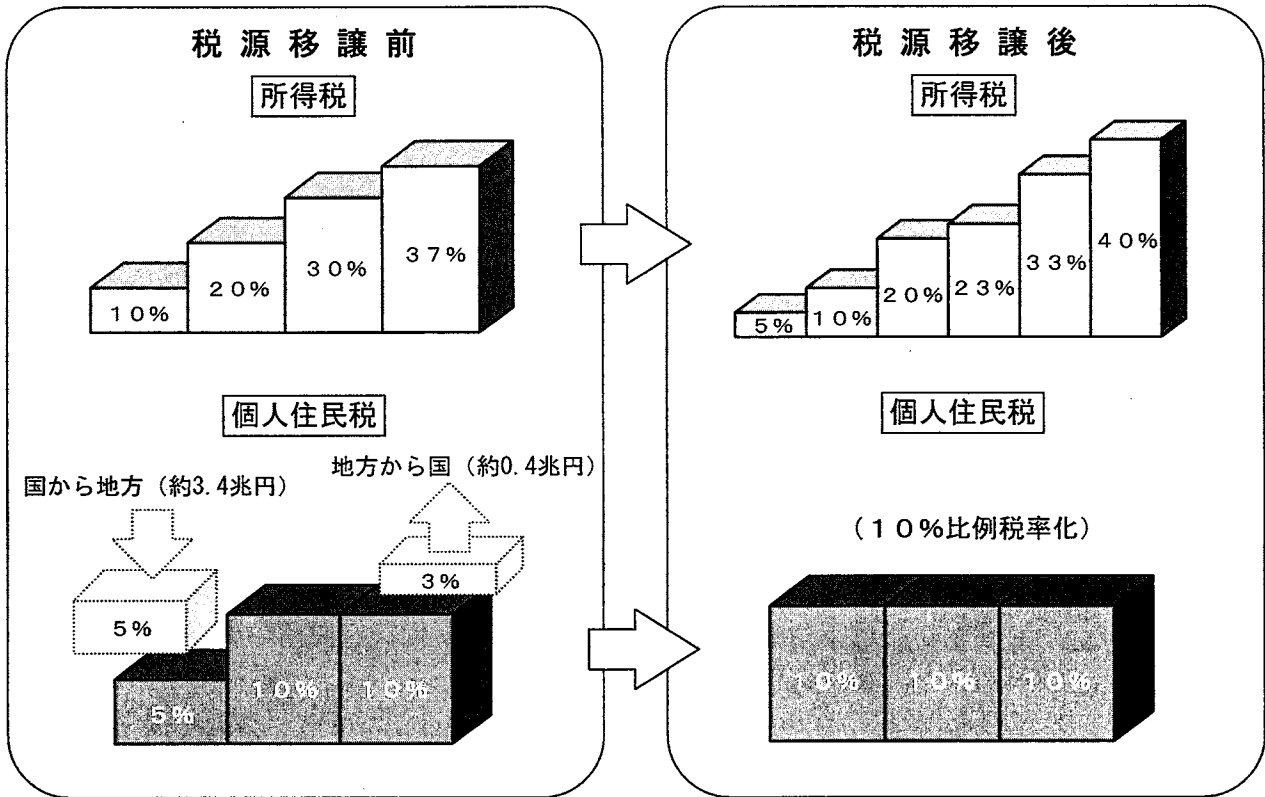 税源移譲前
所得税
10%
20%
30%
37%
個人住民税
国から地方（約3.4兆円）
地方から国（約0.4兆円）
5%
3%
5%
10%
10%
税源移譲後
所得税
5%
10%
20%
23%
33%
40%
個人住民税
（10%比例税率化）
10%
10%
10%